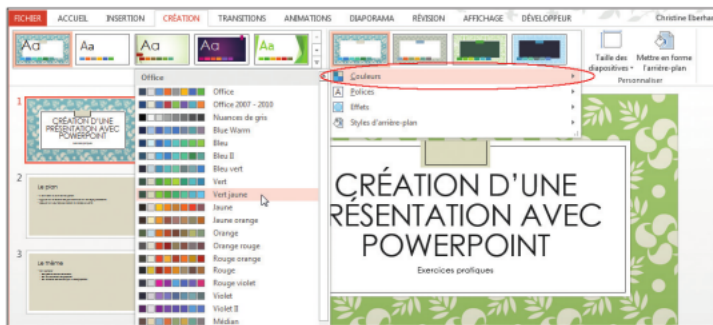 FICHIER ACCUEIL INSERTION CRÉATION TRANSITIONS ANIMATIONS DIAPORAMA RÉVISION AFFICHAGE DÉVELOPPEUR Christine Eberhar
Aa Aa Aa Aa Aa
Taille des diapositives
Mettre en forme l'arrière-plan
Personnaliser
Couleurs
Polices
Effets
Styles d'arrière-plan
Office
Office
Office 2007 - 2010
Nuances de gris
Blue Warm
Bleu
Bleu II
Bleu vert
Vert
Vert jaune
Jaune
Jaune orange
Orange
Orange rouge
Rouge orange
Rouge
Rouge violet
Violet
Violet II
Médian
1
CRÉATION D'UNE
PRÉSENTATION AVEC
POWERPOINT
2
Le plan
3
CRÉATION D'UNE
RÉSENTATION AVEC
POWERPOINT
Exercices pratiques